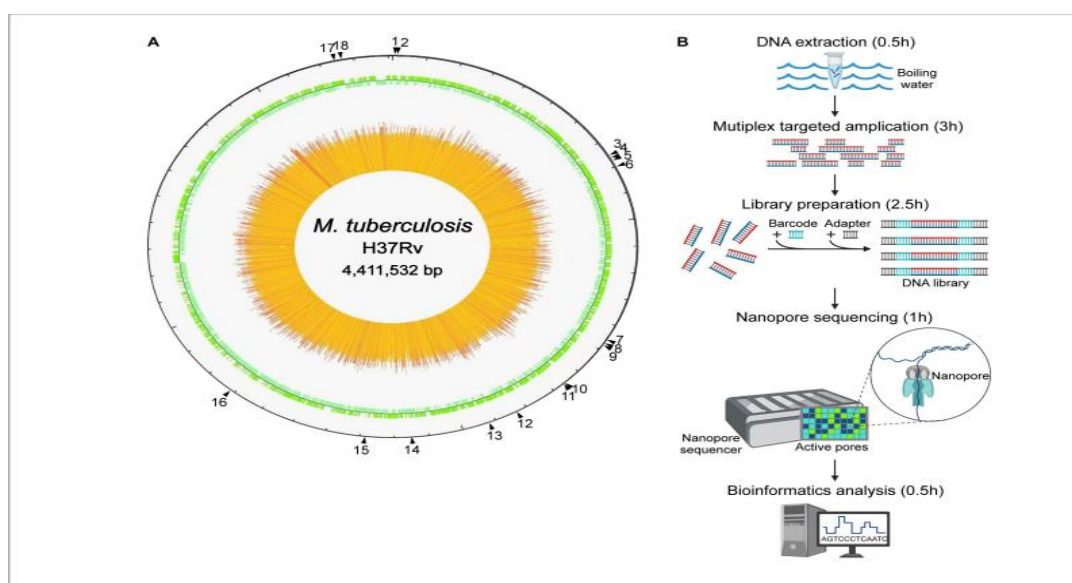 A
1 2
3
4
5
6
7
8
9
10
11
12
13
14
15
16
17
18
M. tuberculosis
H37Rv
4,411,532 bp
B
DNA extraction (0.5h)
Boiling
water
Mutiplex targeted amplication (3h)
Library preparation (2.5h)
Barcode
Adapter
+
+
DNA library
Nanopore sequencing (1h)
Nanopore
Nanopore
sequencer
Active pores
Bioinformatics analysis (0.5h)
AGTCCCTCAATC